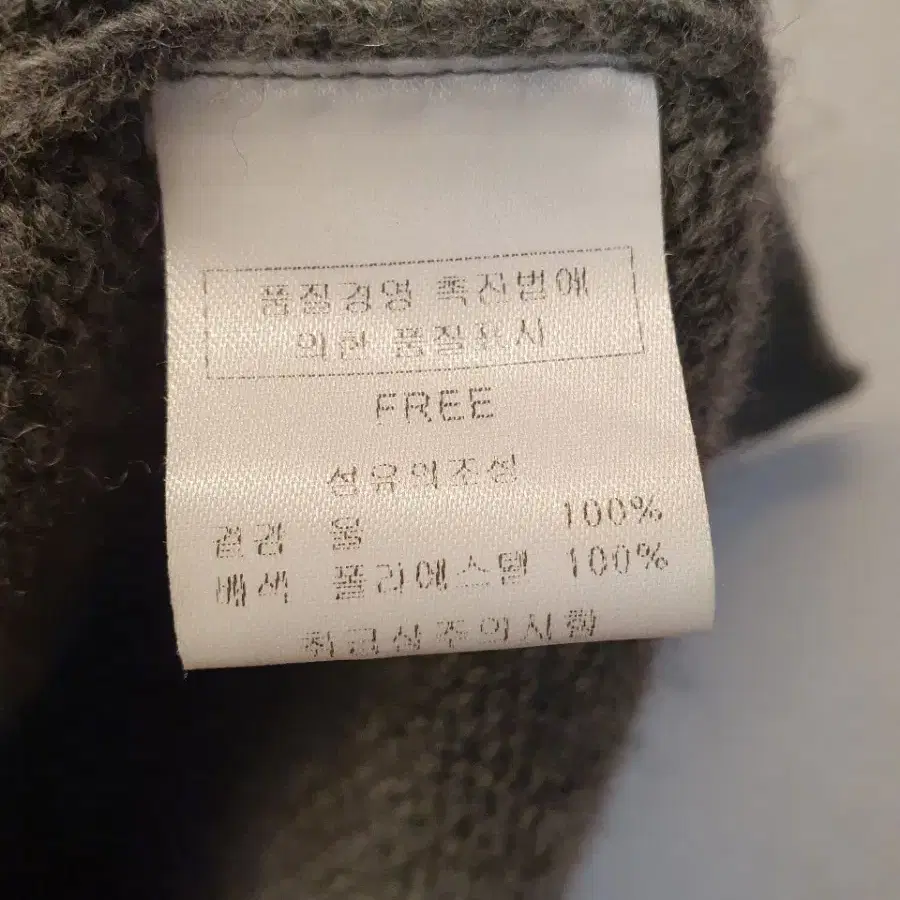 품질경영 촉진법에
의한 품질표시
FREE
섬유의조성
겉감 울 100%
배색 폴리에스텔 100%
취급상주의사항